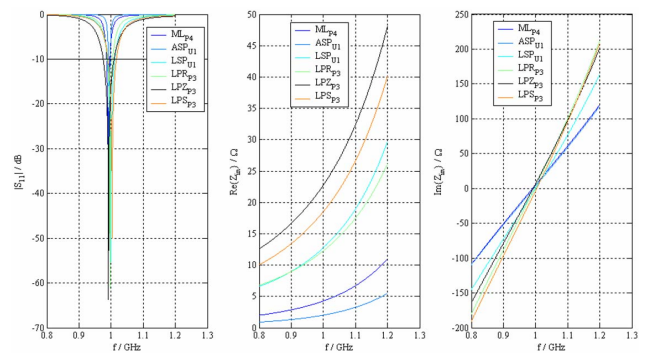 0
-10
-20
-30
-40
-50
-60
-70
0.8 0.9 1.0 1.1 1.2 1.3
|S11| / dB
f / GHz
MLP4
ASPU1
LSPU1
LPRP3
LPZP3
LPSP3
50
45
40
35
30
25
20
15
10
5
0
0.8 0.9 1.0 1.1 1.2 1.3
Re(Zin) / Ω
f / GHz
MLP4
ASPU1
LSPU1
LPRP3
LPZP3
LPSP3
250
200
150
100
50
0
-50
-100
-150
-200
0.8 0.9 1.0 1.1 1.2 1.3
Im(Zin) / Ω
f / GHz
MLP4
ASPU1
LSPU1
LPRP3
LPZP3
LPSP3